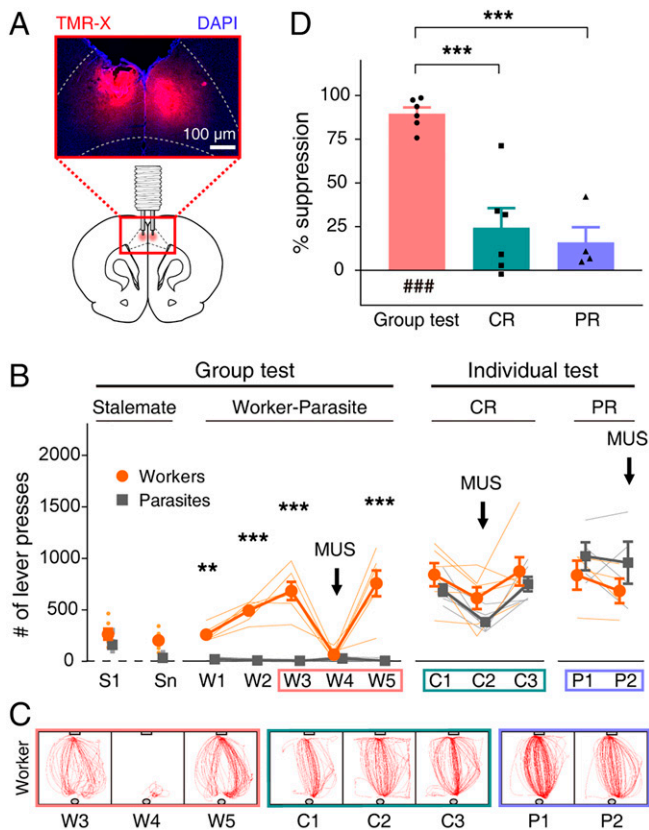 A
TMR-X DAPI
100 µm
D
***
***
% suppression
100
75
50
25
0
###
Group test CR PR
B
Group test Individual test
Stalemate Worker-Parasite CR PR
# of lever presses
2000
1500
1000
500
0
Workers
Parasites
** *** *** MUS *** MUS MUS
S1 Sn W1 W2 W3 W4 W5 C1 C2 C3 P1 P2
C
Worker
W3 W4 W5 C1 C2 C3 P1 P2